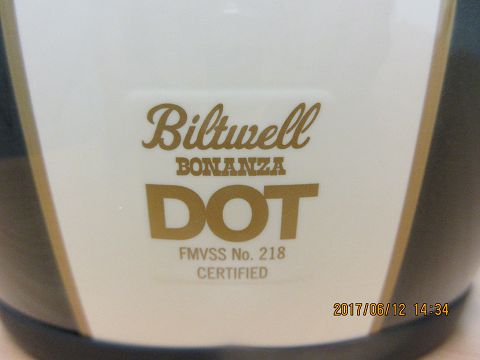 Biltwell
BONANZA
DOT
FMVSS No. 218
CERTIFIED
2017/06/12 14:34